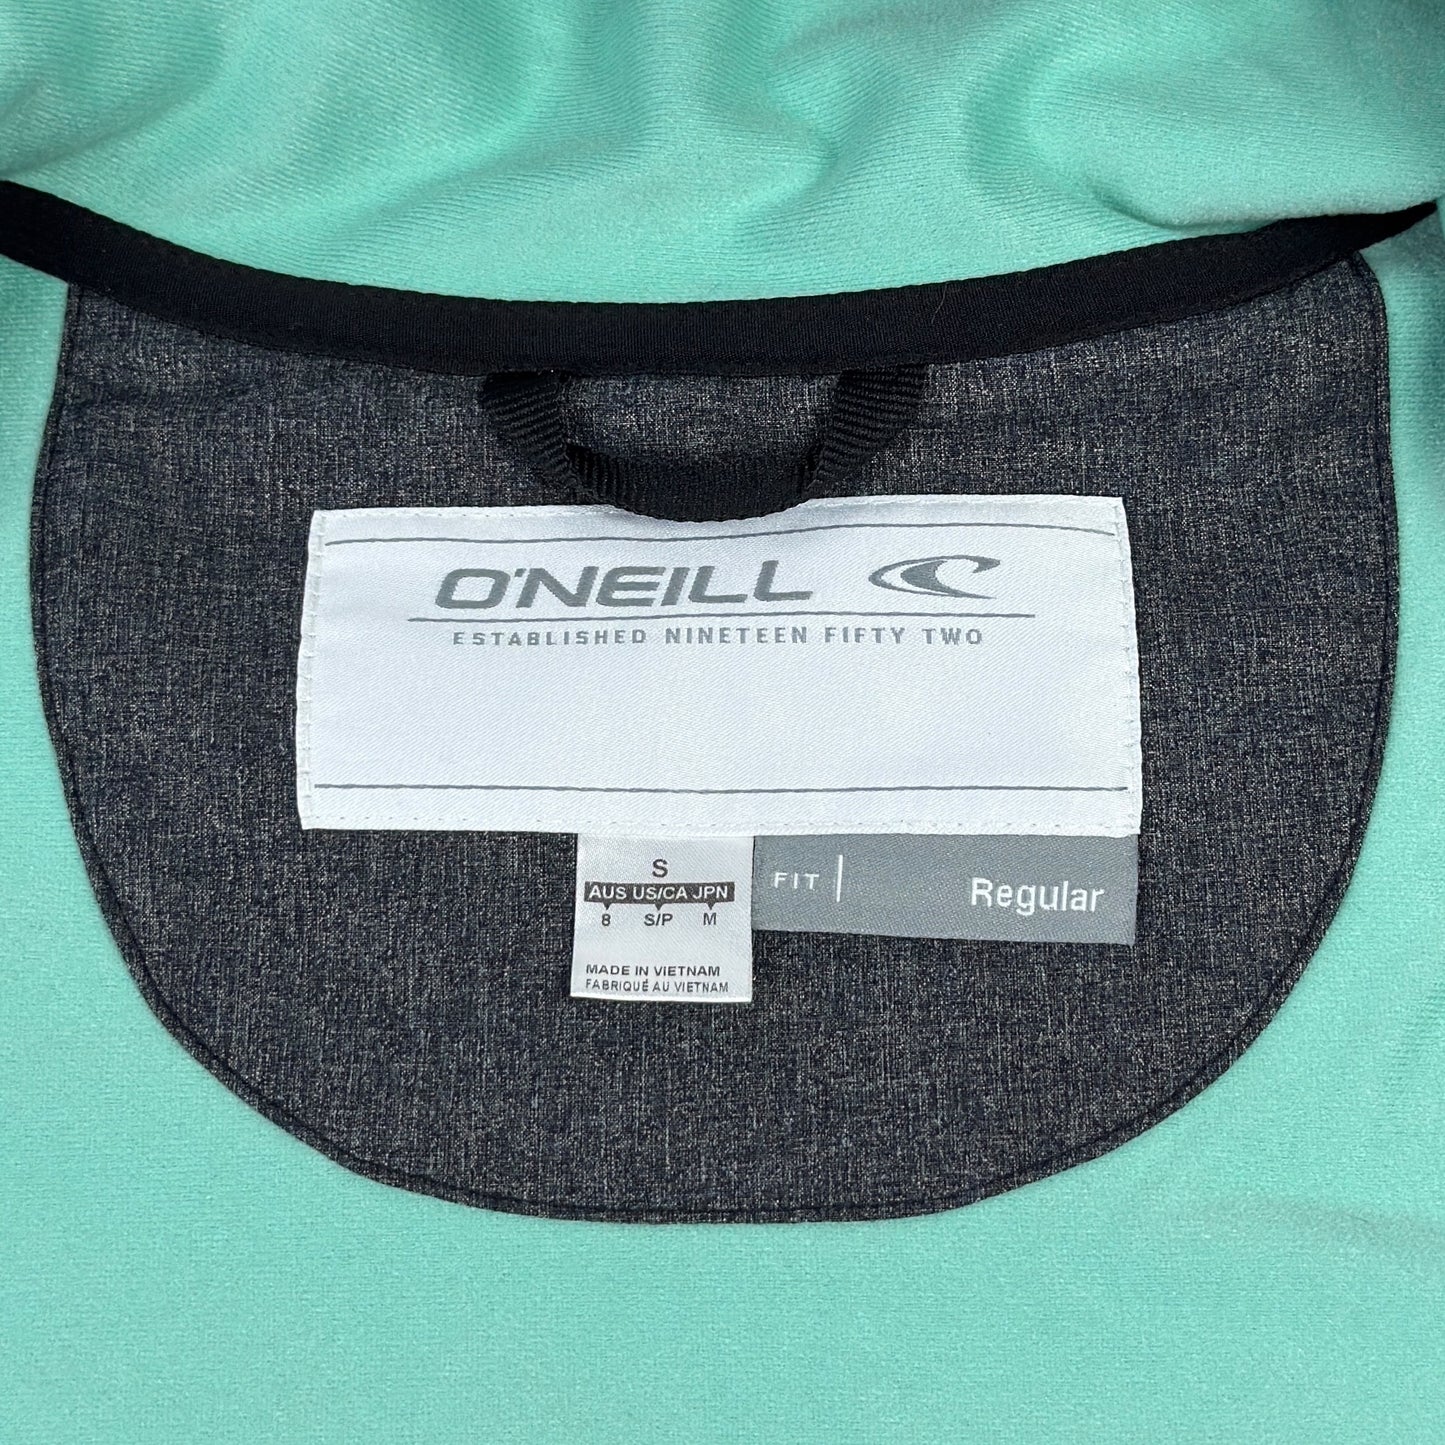 O'NEILL
ESTABLISHED NINETEEN FIFTY TWO
S
AUS US/CA JPN
8 S/P M
MADE IN VIETNAM
FABRIQUÉ AU VIETNAM
FIT | Regular